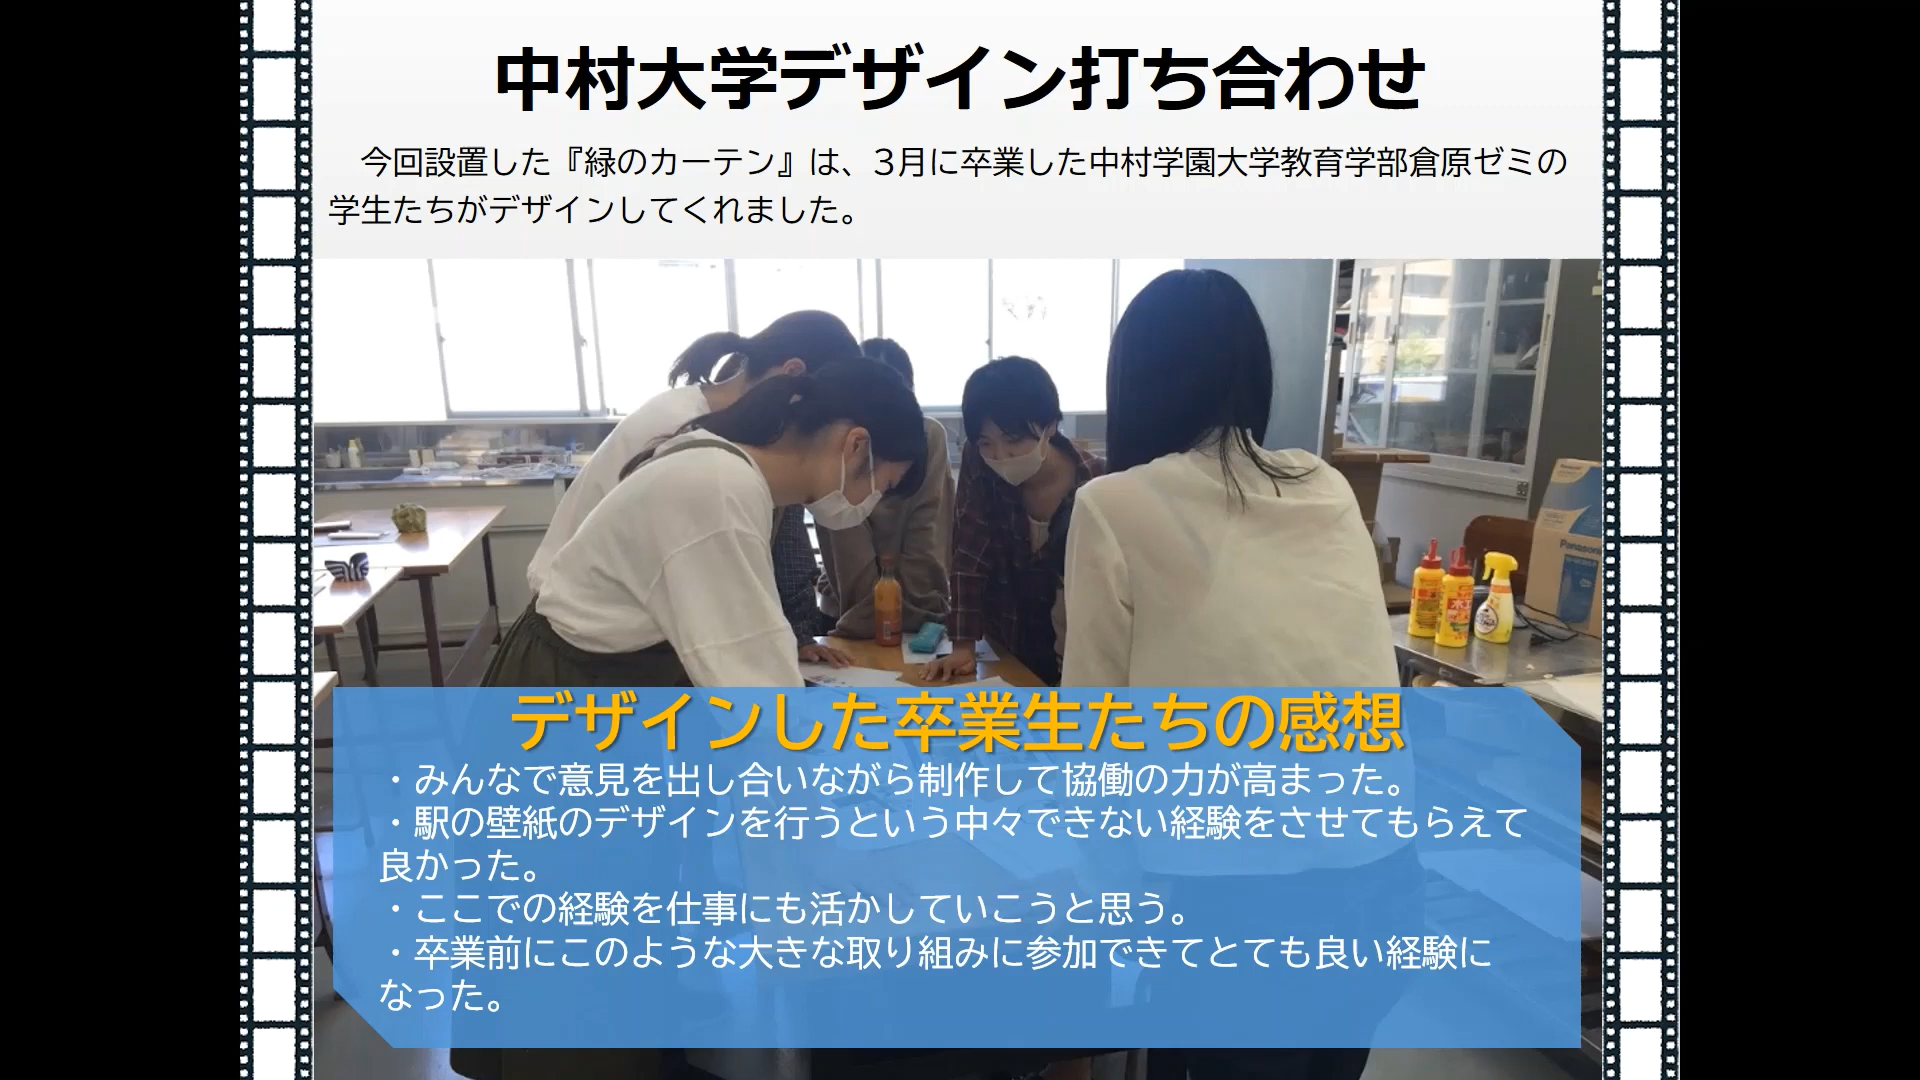 中村大学デザイン打ち合わせ
今回設置した『緑のカーテン』は、3月に卒業した中村学園大学教育学部倉原ゼミの
学生たちがデザインしてくれました。
Panasonic
デザインした卒業生たちの感想
・みんなで意見を出し合いながら制作して協働の力が高まった。
・駅の壁紙のデザインを行うという中々できない経験をさせてもらえて
良かった。
・ここでの経験を仕事にも活かしていこうと思う。
・卒業前にこのような大きな取り組みに参加できてとても良い経験に
なった。